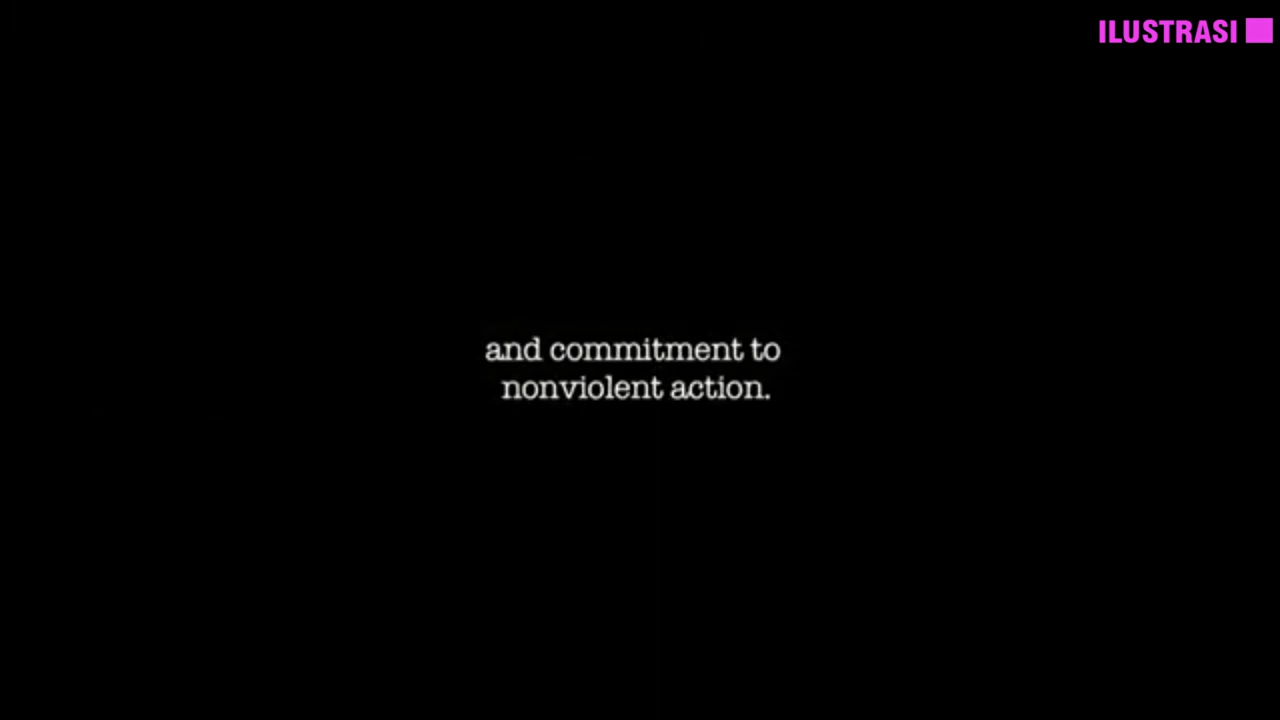 ILUSTRASI
and commitment to
nonviolent action.